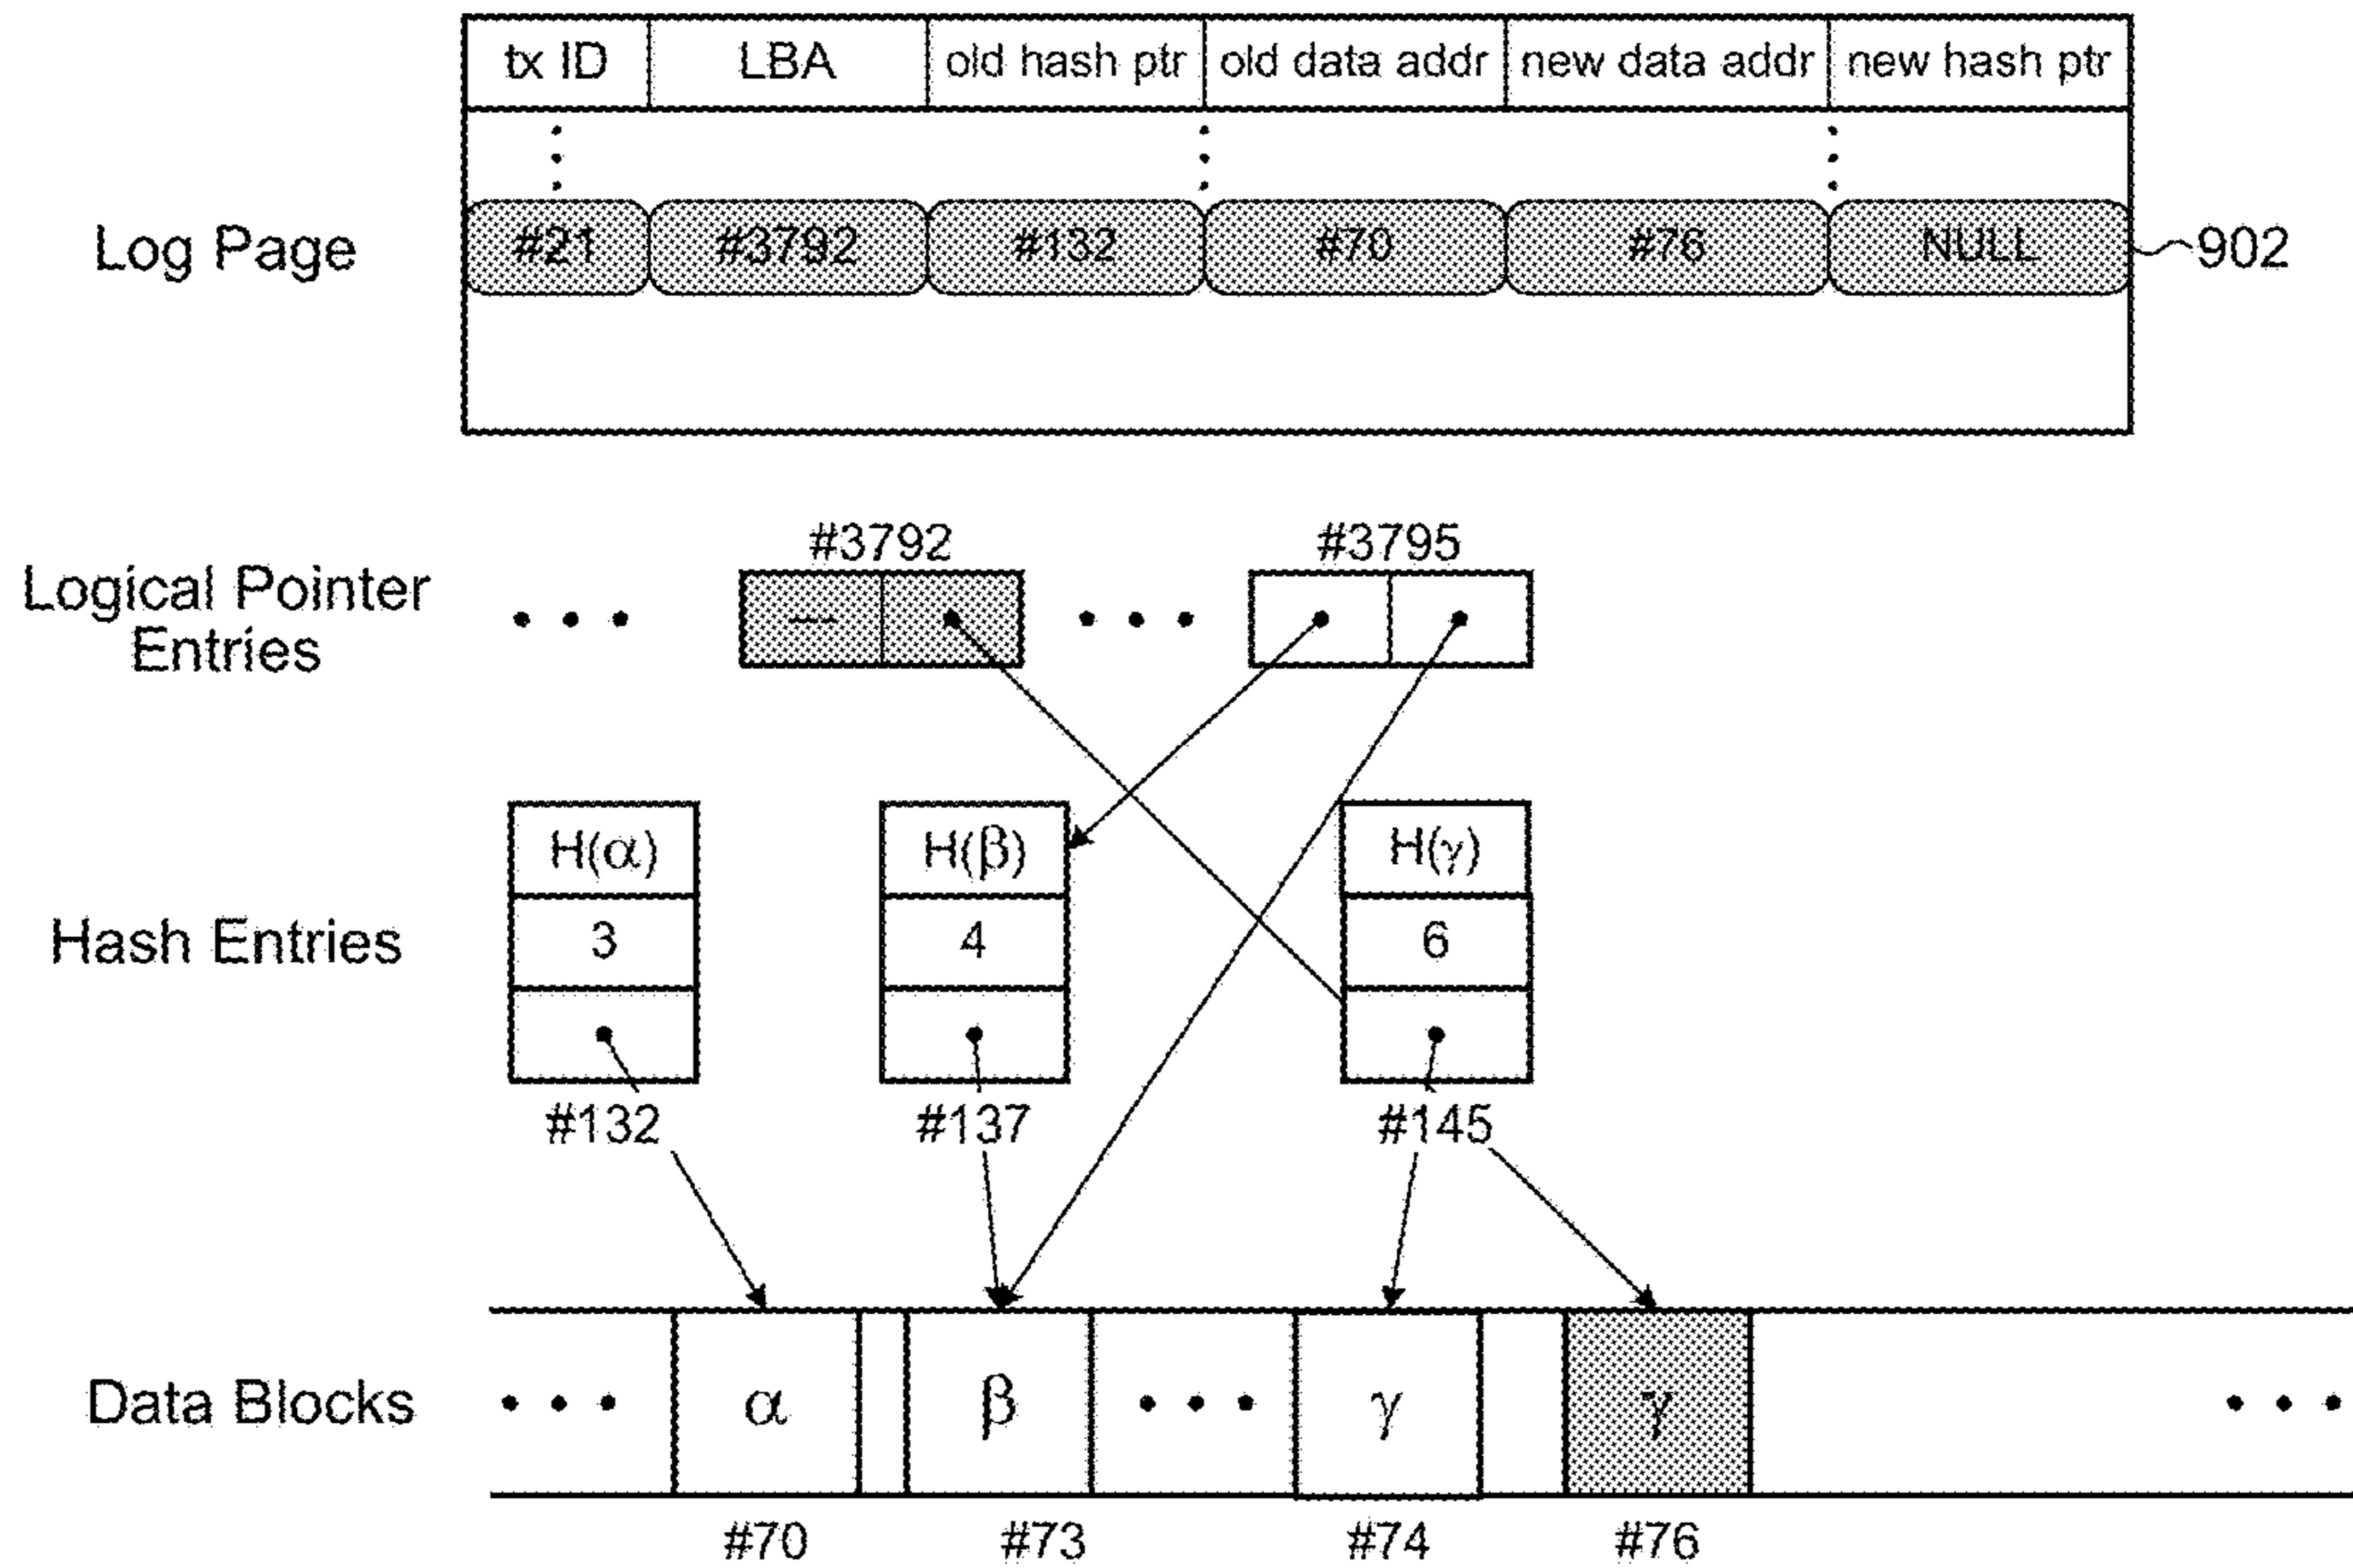 tx ID LBA old hash ptr old data addr new data addr new hash ptr
Log Page #21 #3792 #132 #70 #76 NULL 902
#3792 #3795
Logical Pointer
Entries
H(α) H(β) H(γ)
Hash Entries 3 4 6
#132 #137 #145
Data Blocks α β γ γ
#70 #73 #74 #76